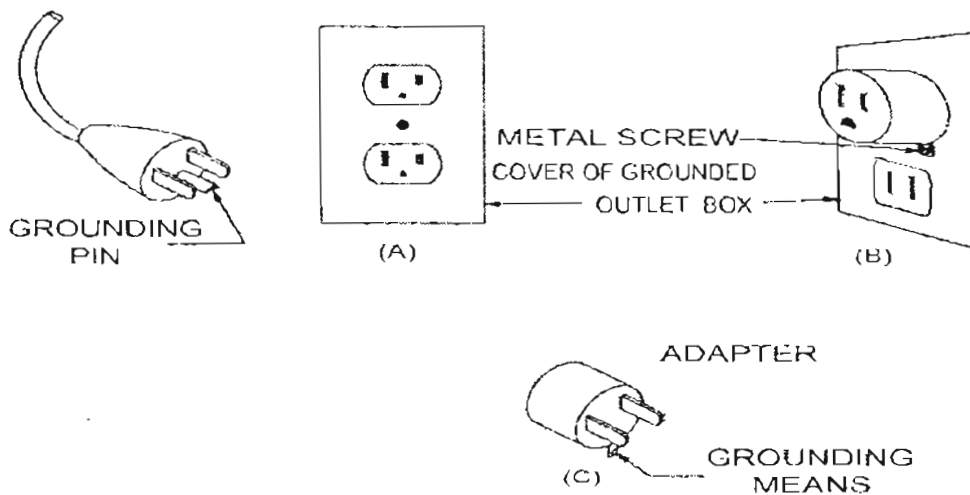 GROUNDING
PIN
(A)
METAL SCREW
COVER OF GROUNDED
OUTLET BOX
(B)
ADAPTER
(C)
GROUNDING
MEANS